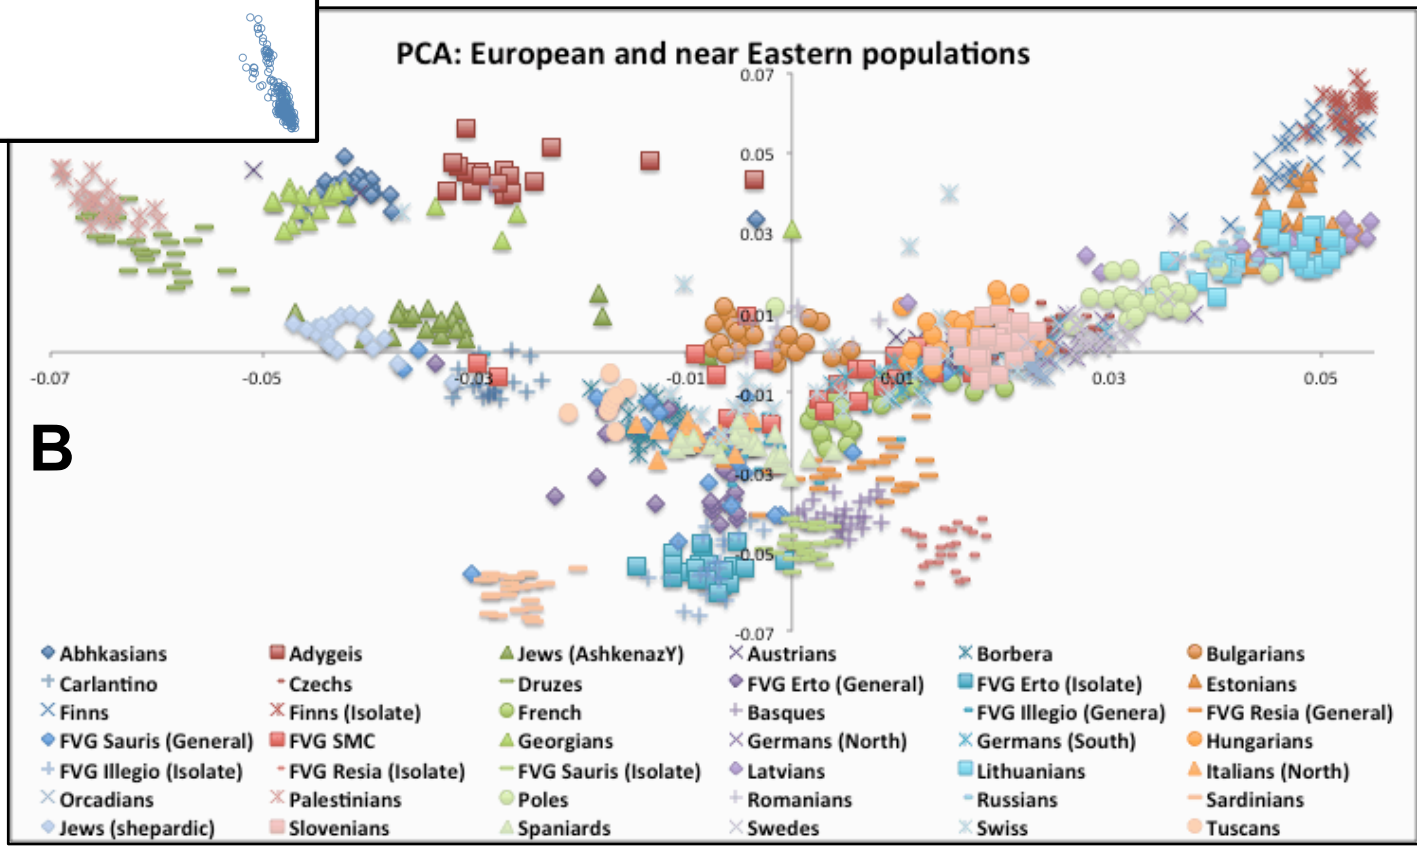 PCA: European and near Eastern populations
0.07
0.05
0.03
0.01
-0.07 -0.05 -0.03 -0.01 0.01 0.03 0.05
-0.01
B
-0.03
-0.05
-0.07
Abhkasians Adygeis Jews (AshkenazY) Austrians Borbera Bulgarians
Carlantino Czechs Druzes FVG Erto (General) FVG Erto (Isolate) Estonians
Finns Finns (Isolate) French Basques FVG Illegio (Genera) FVG Resia (General)
FVG Sauris (General) FVG SMC Georgians Germans (North) Germans (South) Hungarians
FVG Illegio (Isolate) FVG Resia (Isolate) FVG Sauris (Isolate) Latvians Lithuanians Italians (North)
Orcadians Palestinians Poles Romanians Russians Sardinians
Jews (shepardic) Slovenians Spaniards Swedes Swiss Tuscans